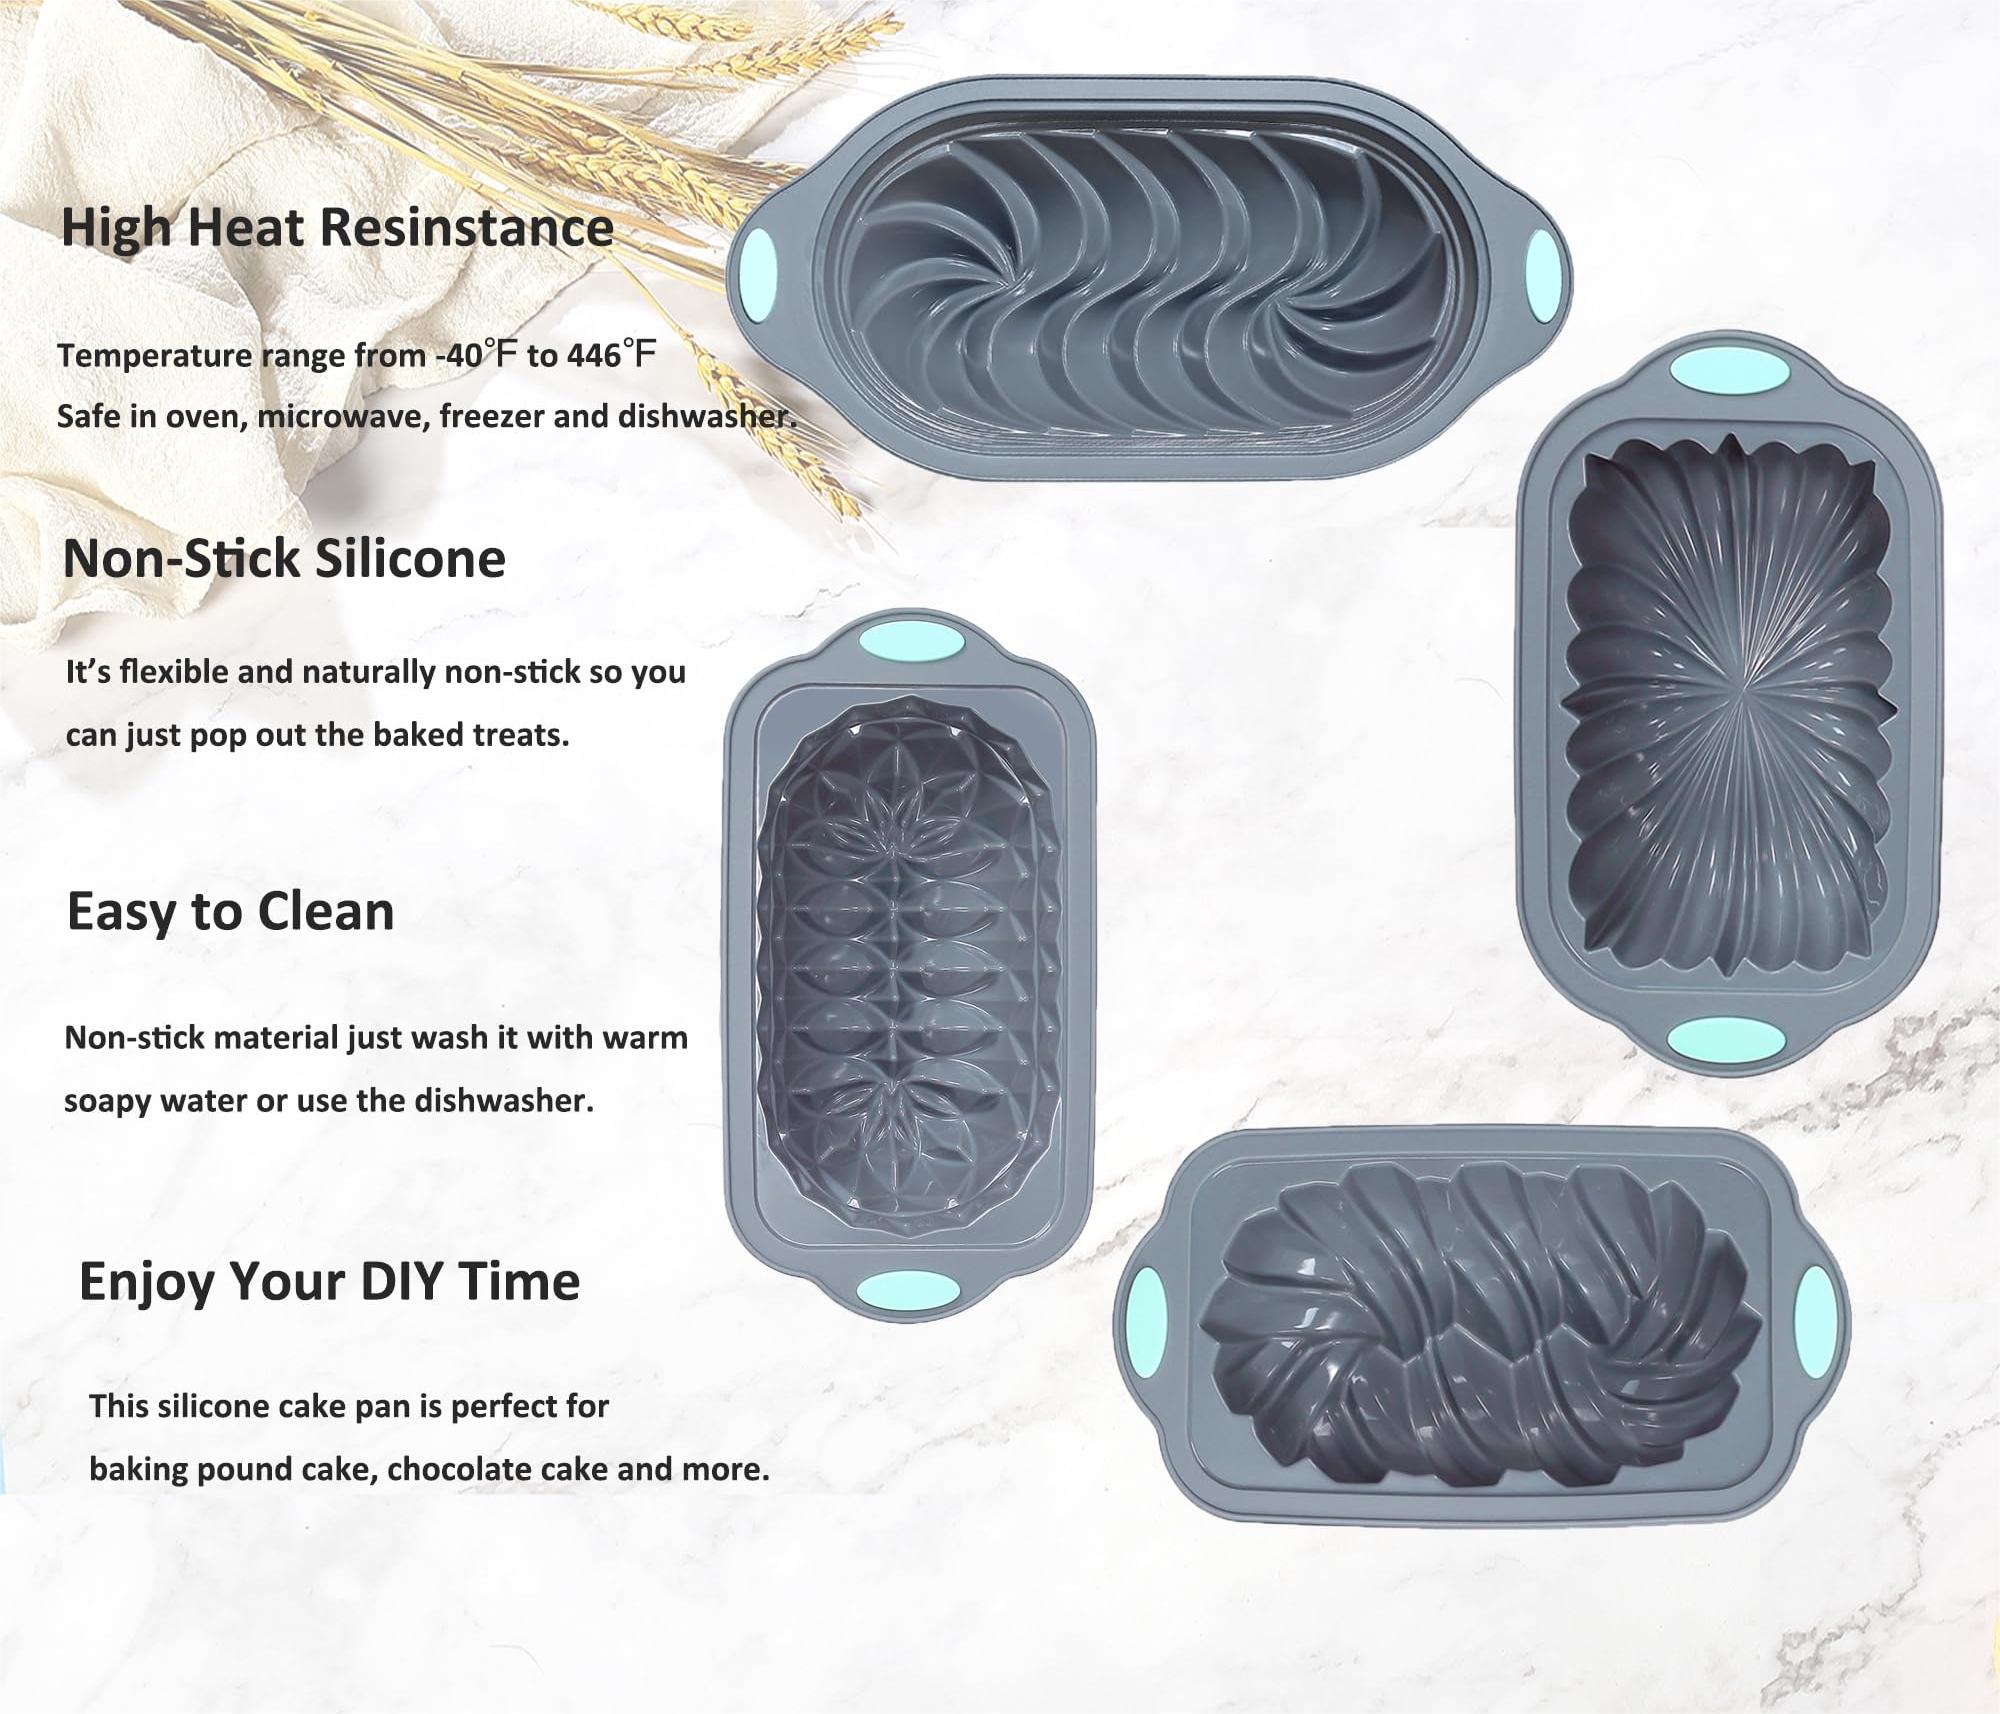 High Heat Resinstance
Temperature range from -40℉ to 446℉
Safe in oven, microwave, freezer and dishwasher.
Non-Stick Silicone
It’s flexible and naturally non-stick so you
can just pop out the baked treats.
Easy to Clean
Non-stick material just wash it with warm
soapy water or use the dishwasher.
Enjoy Your DIY Time
This silicone cake pan is perfect for
baking pound cake, chocolate cake and more.